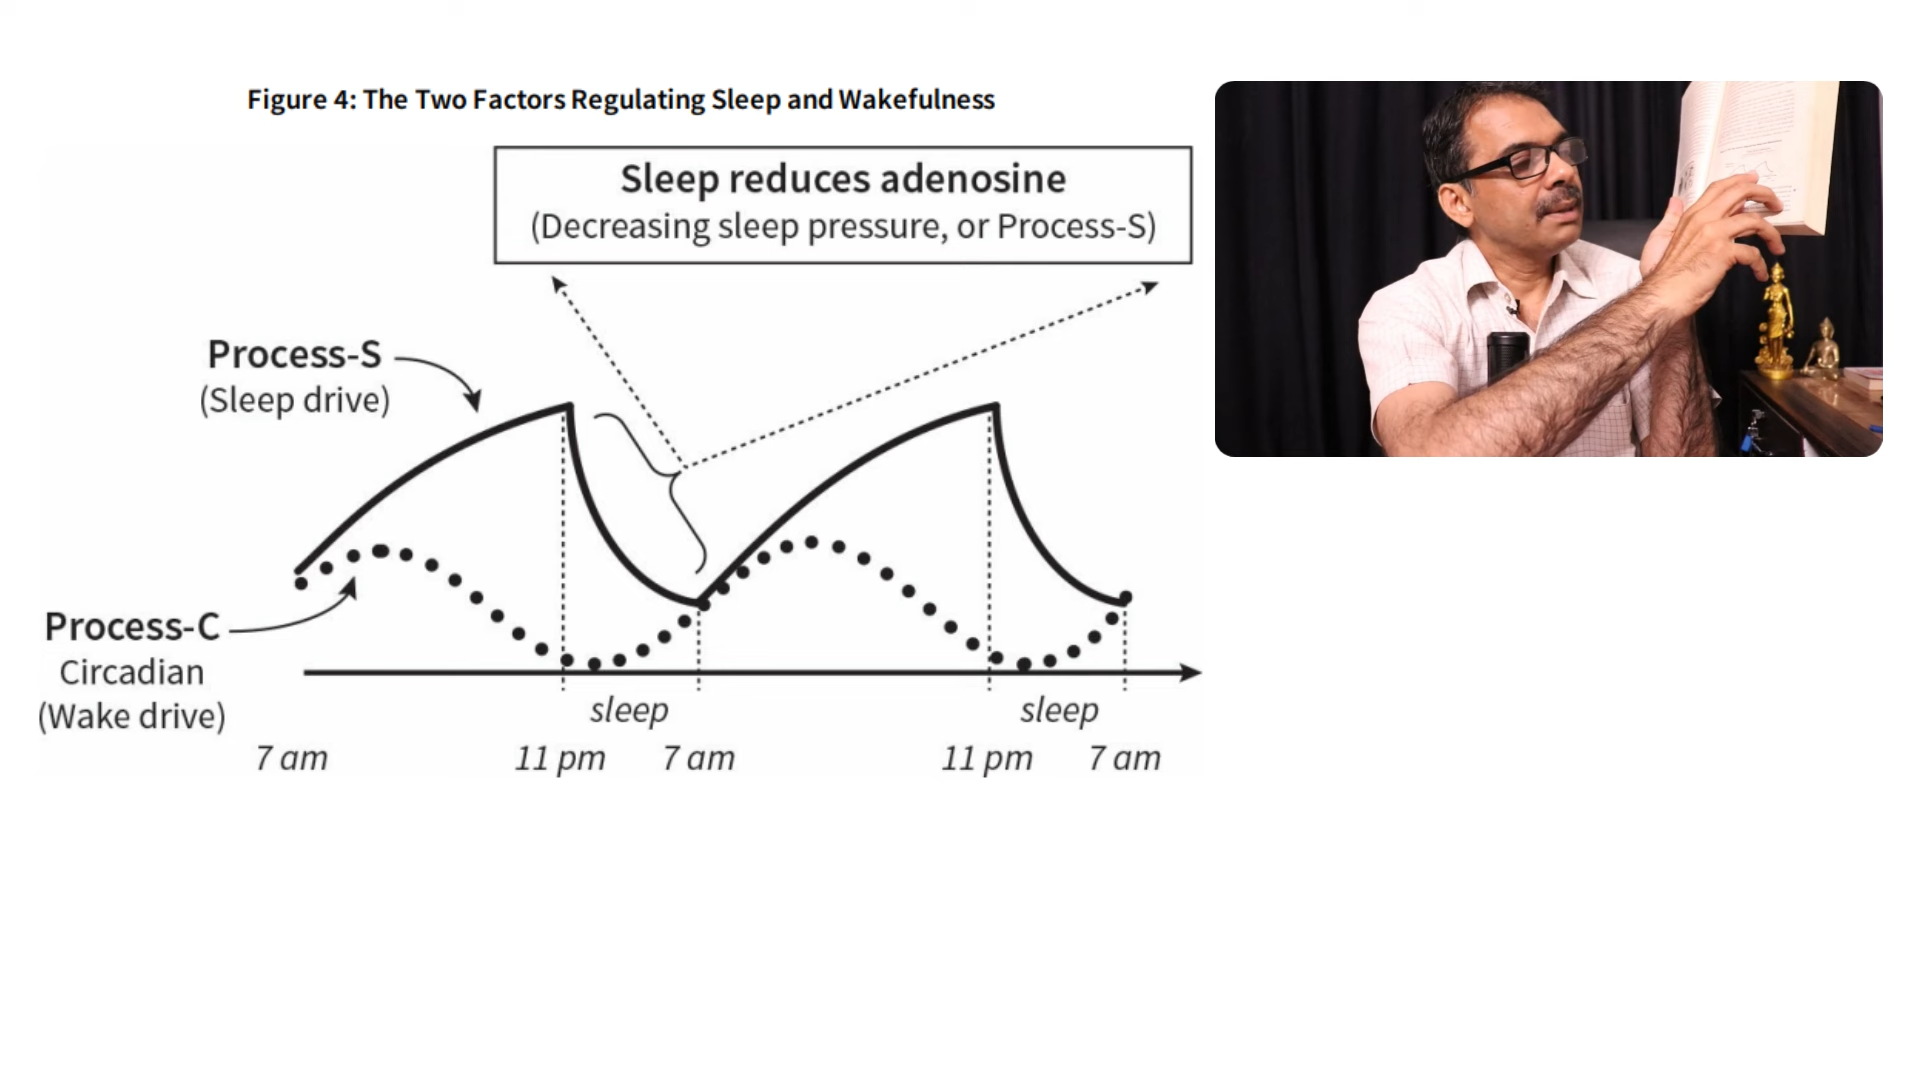 Figure 4: The Two Factors Regulating Sleep and Wakefulness
Sleep reduces adenosine
(Decreasing sleep pressure, or Process-S)
Process-S
(Sleep drive)
Process-C
Circadian
(Wake drive)
sleep
sleep
7 am
11 pm
7 am
11 pm
7 am